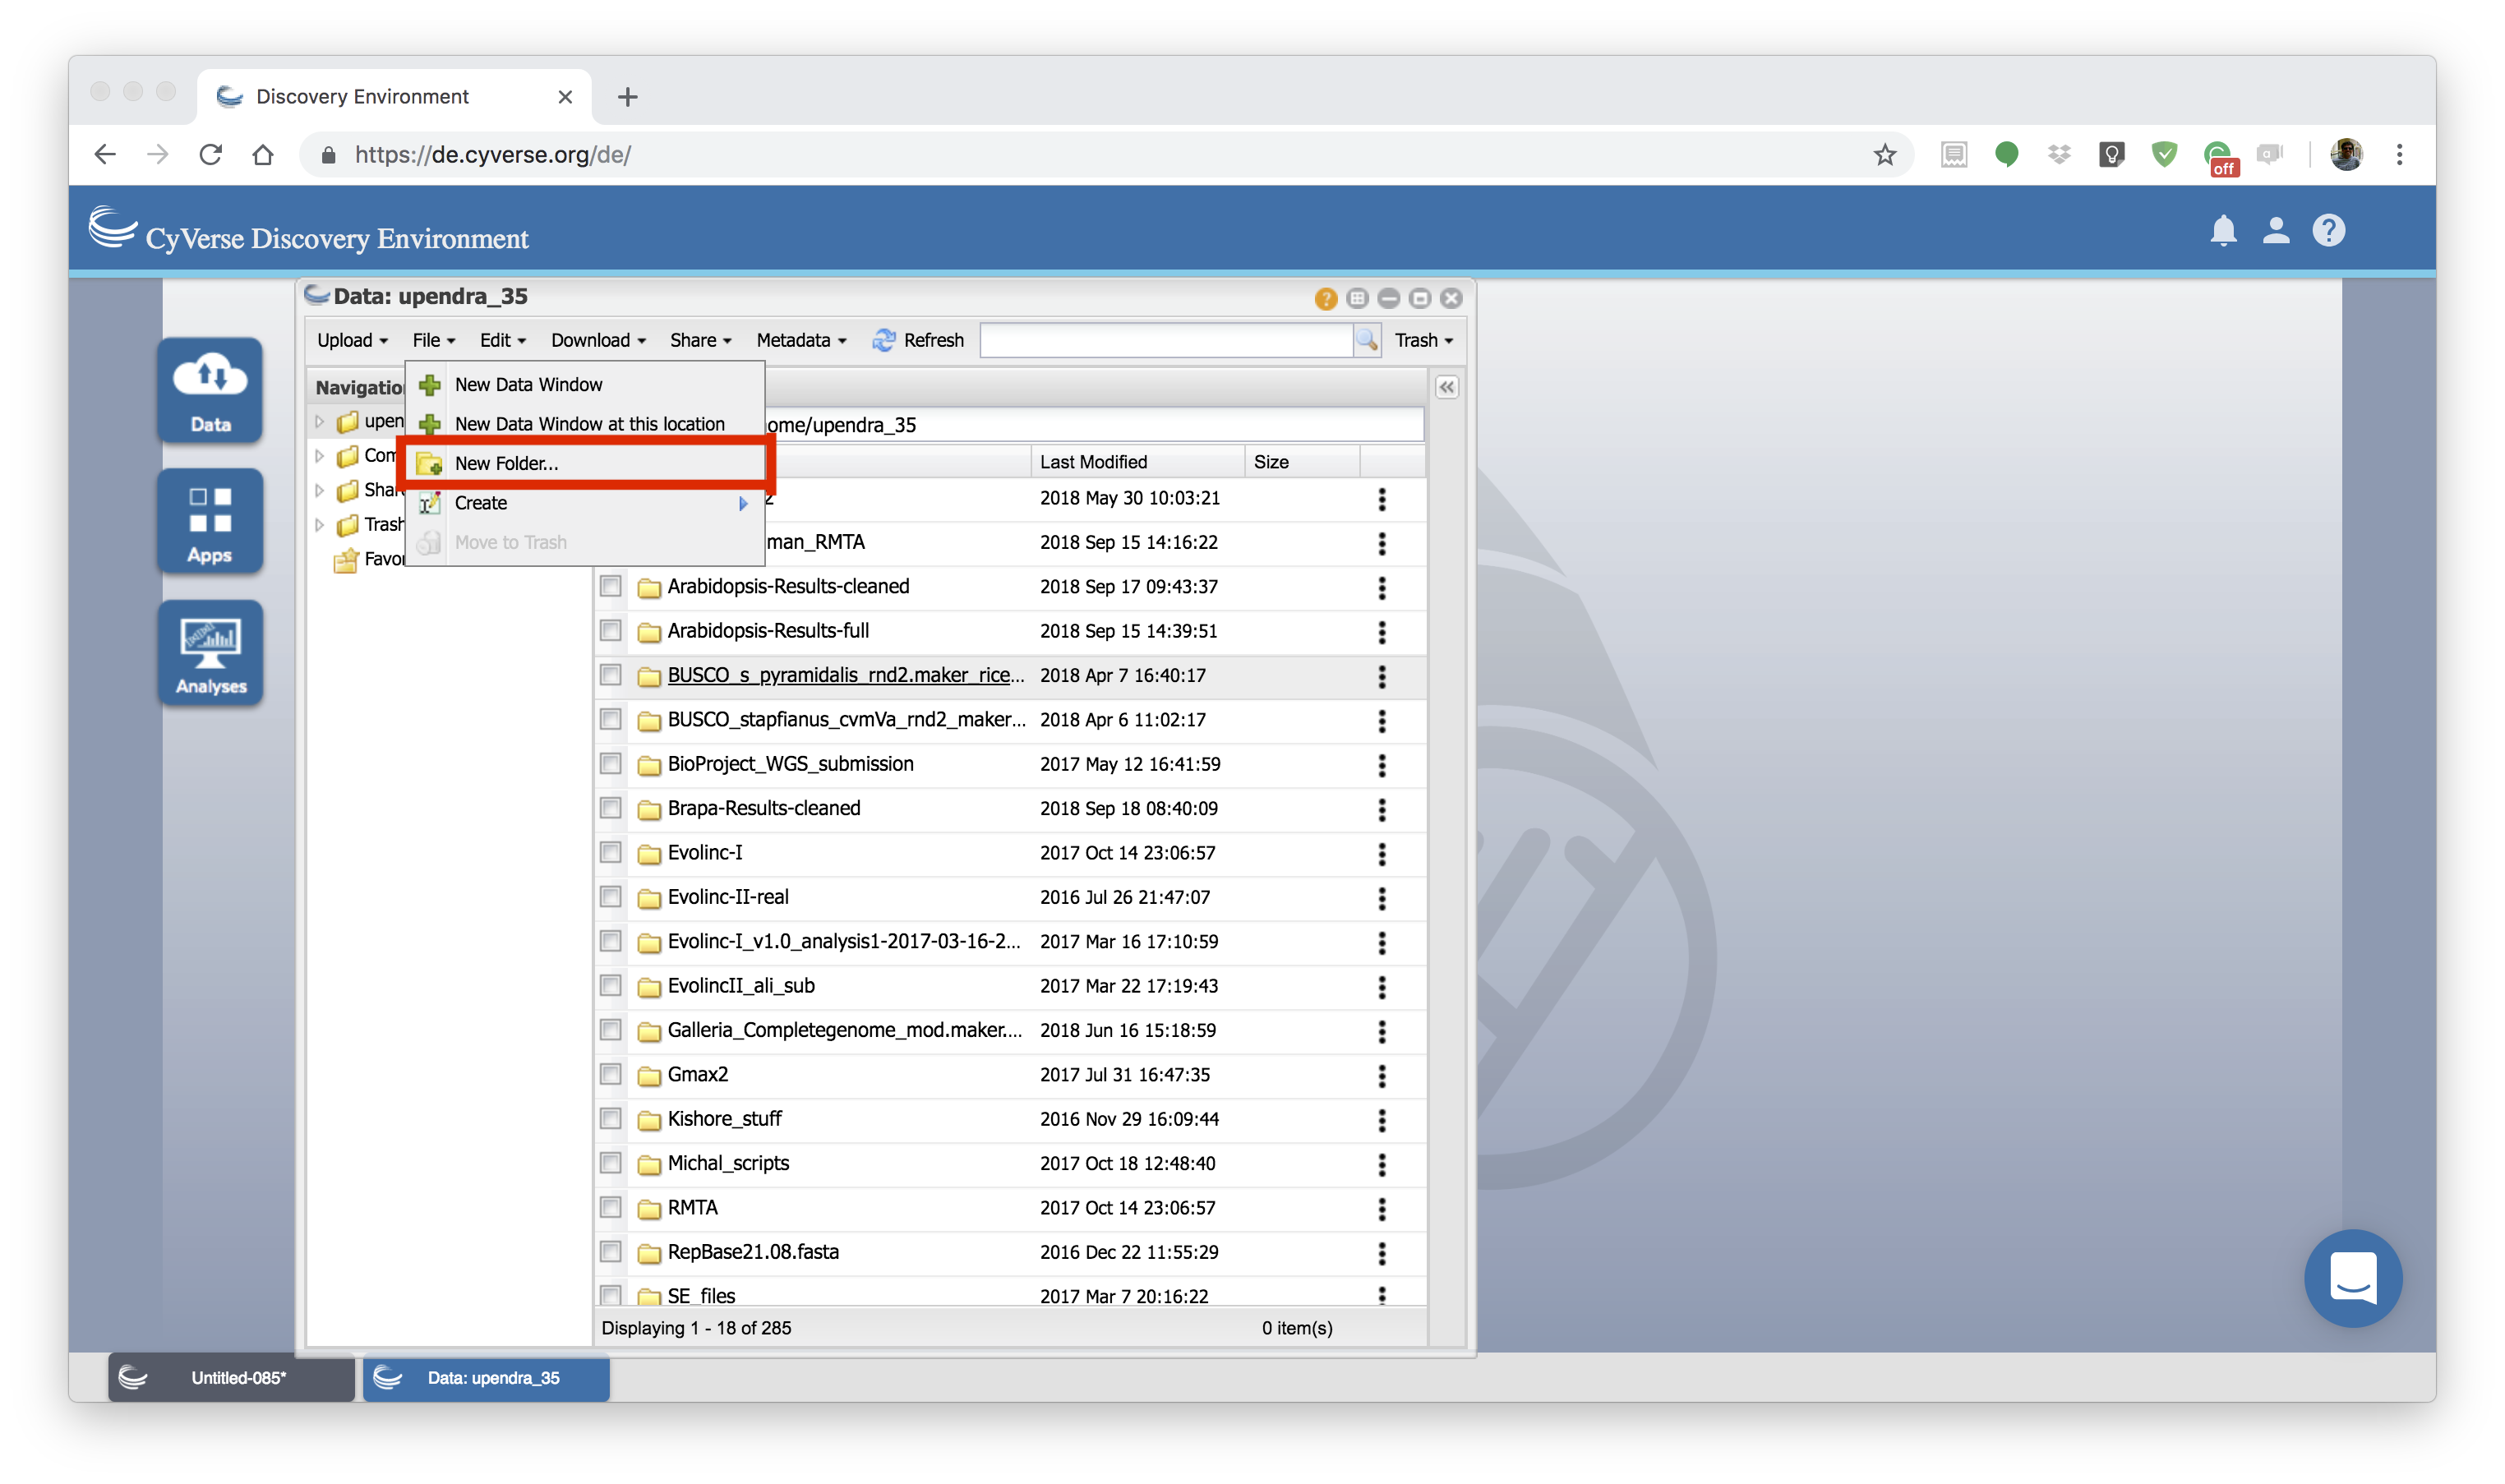 Discovery Environment
https://de.cyverse.org/de/
off
CyVerse Discovery Environment
Data: upendra_35
Upload File Edit Download Share Metadata Refresh Trash
Navigation
New Data Window
New Data Window at this location
New Folder...
Create
Move to Trash
upen
Com
Shar
Trash
Favor
ome/upendra_35
Last Modified Size
2 2018 May 30 10:03:21
man_RMTA 2018 Sep 15 14:16:22
Arabidopsis-Results-cleaned 2018 Sep 17 09:43:37
Arabidopsis-Results-full 2018 Sep 15 14:39:51
BUSCO_s_pyramidalis_rnd2.maker_rice... 2018 Apr 7 16:40:17
BUSCO_stapfianus_cvmVa_rnd2_maker... 2018 Apr 6 11:02:17
BioProject_WGS_submission 2017 May 12 16:41:59
Brapa-Results-cleaned 2018 Sep 18 08:40:09
Evolinc-I 2017 Oct 14 23:06:57
Evolinc-II-real 2016 Jul 26 21:47:07
Evolinc-I_v1.0_analysis1-2017-03-16-2... 2017 Mar 16 17:10:59
EvolincII_ali_sub 2017 Mar 22 17:19:43
Galleria_Completegenome_mod.maker.... 2018 Jun 16 15:18:59
Gmax2 2017 Jul 31 16:47:35
Kishore_stuff 2016 Nov 29 16:09:44
Michal_scripts 2017 Oct 18 12:48:40
RMTA 2017 Oct 14 23:06:57
RepBase21.08.fasta 2016 Dec 22 11:55:29
SE_files 2017 Mar 7 20:16:22
Displaying 1 - 18 of 285 0 item(s)
Data
Apps
Analyses
Untitled-085*
Data: upendra_35